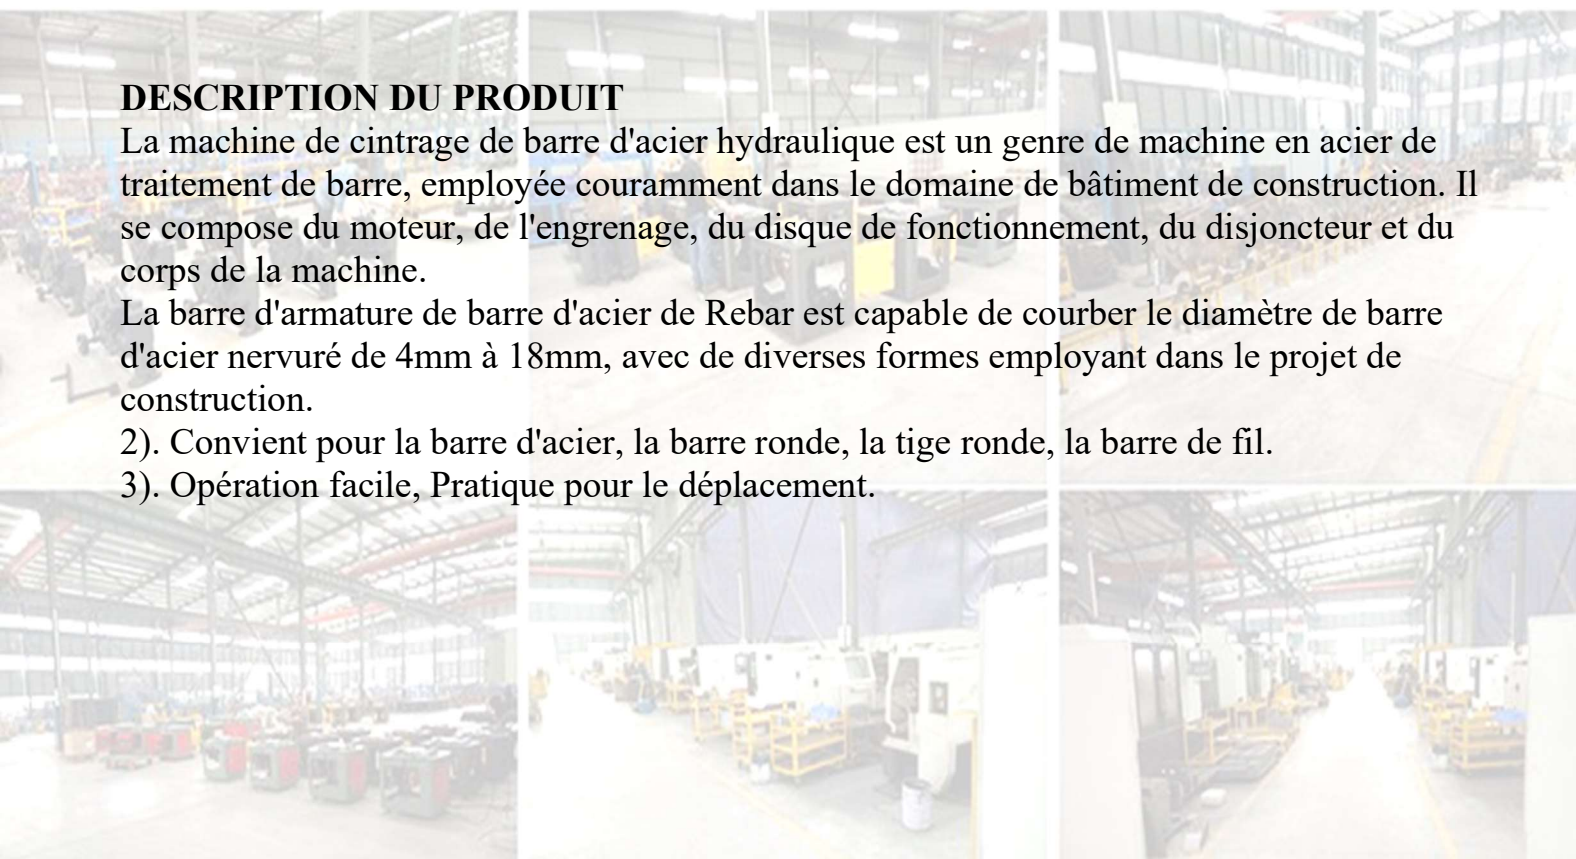 DESCRIPTION DU PRODUIT
La machine de cintrage de barre d'acier hydraulique est un genre de machine en acier de
traitement de barre, employée couramment dans le domaine de bâtiment de construction. Il
se compose du moteur, de l'engrenage, du disque de fonctionnement, du disjoncteur et du
corps de la machine.
La barre d'armature de barre d'acier de Rebar est capable de courber le diamètre de barre
d'acier nervuré de 4mm à 18mm, avec de diverses formes employant dans le projet de
construction.
2). Convient pour la barre d'acier, la barre ronde, la tige ronde, la barre de fil.
3). Opération facile, Pratique pour le déplacement.